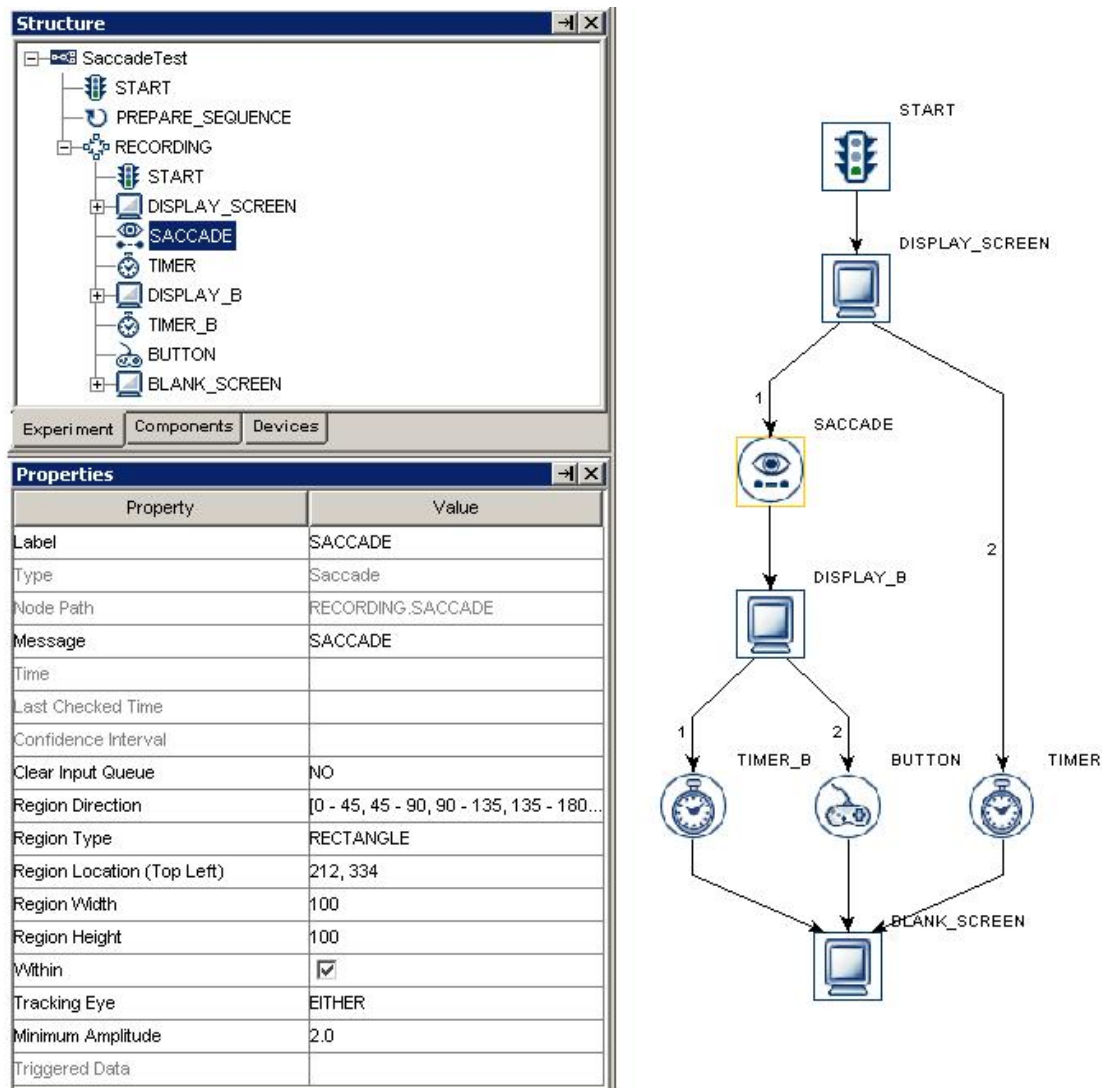 Structure
SaccadeTest
START
PREPARE_SEQUENCE
RECORDING
START
DISPLAY_SCREEN
SACCADE
TIMER
DISPLAY_B
TIMER_B
BUTTON
BLANK_SCREEN
Experiment Components Devices
Properties
Property Value
Label SACCADE
Type Saccade
Node Path RECORDING.SACCADE
Message SACCADE
Time
Last Checked Time
Confidence Interval
Clear Input Queue NO
Region Direction [0 - 45, 45 - 90, 90 - 135, 135 - 180...
Region Type RECTANGLE
Region Location (Top Left) 212, 334
Region Width 100
Region Height 100
Within
Tracking Eye EITHER
Minimum Amplitude 2.0
Triggered Data
START
DISPLAY_SCREEN
1
SACCADE
2
DISPLAY_B
1 2
TIMER_B BUTTON TIMER
BLANK_SCREEN